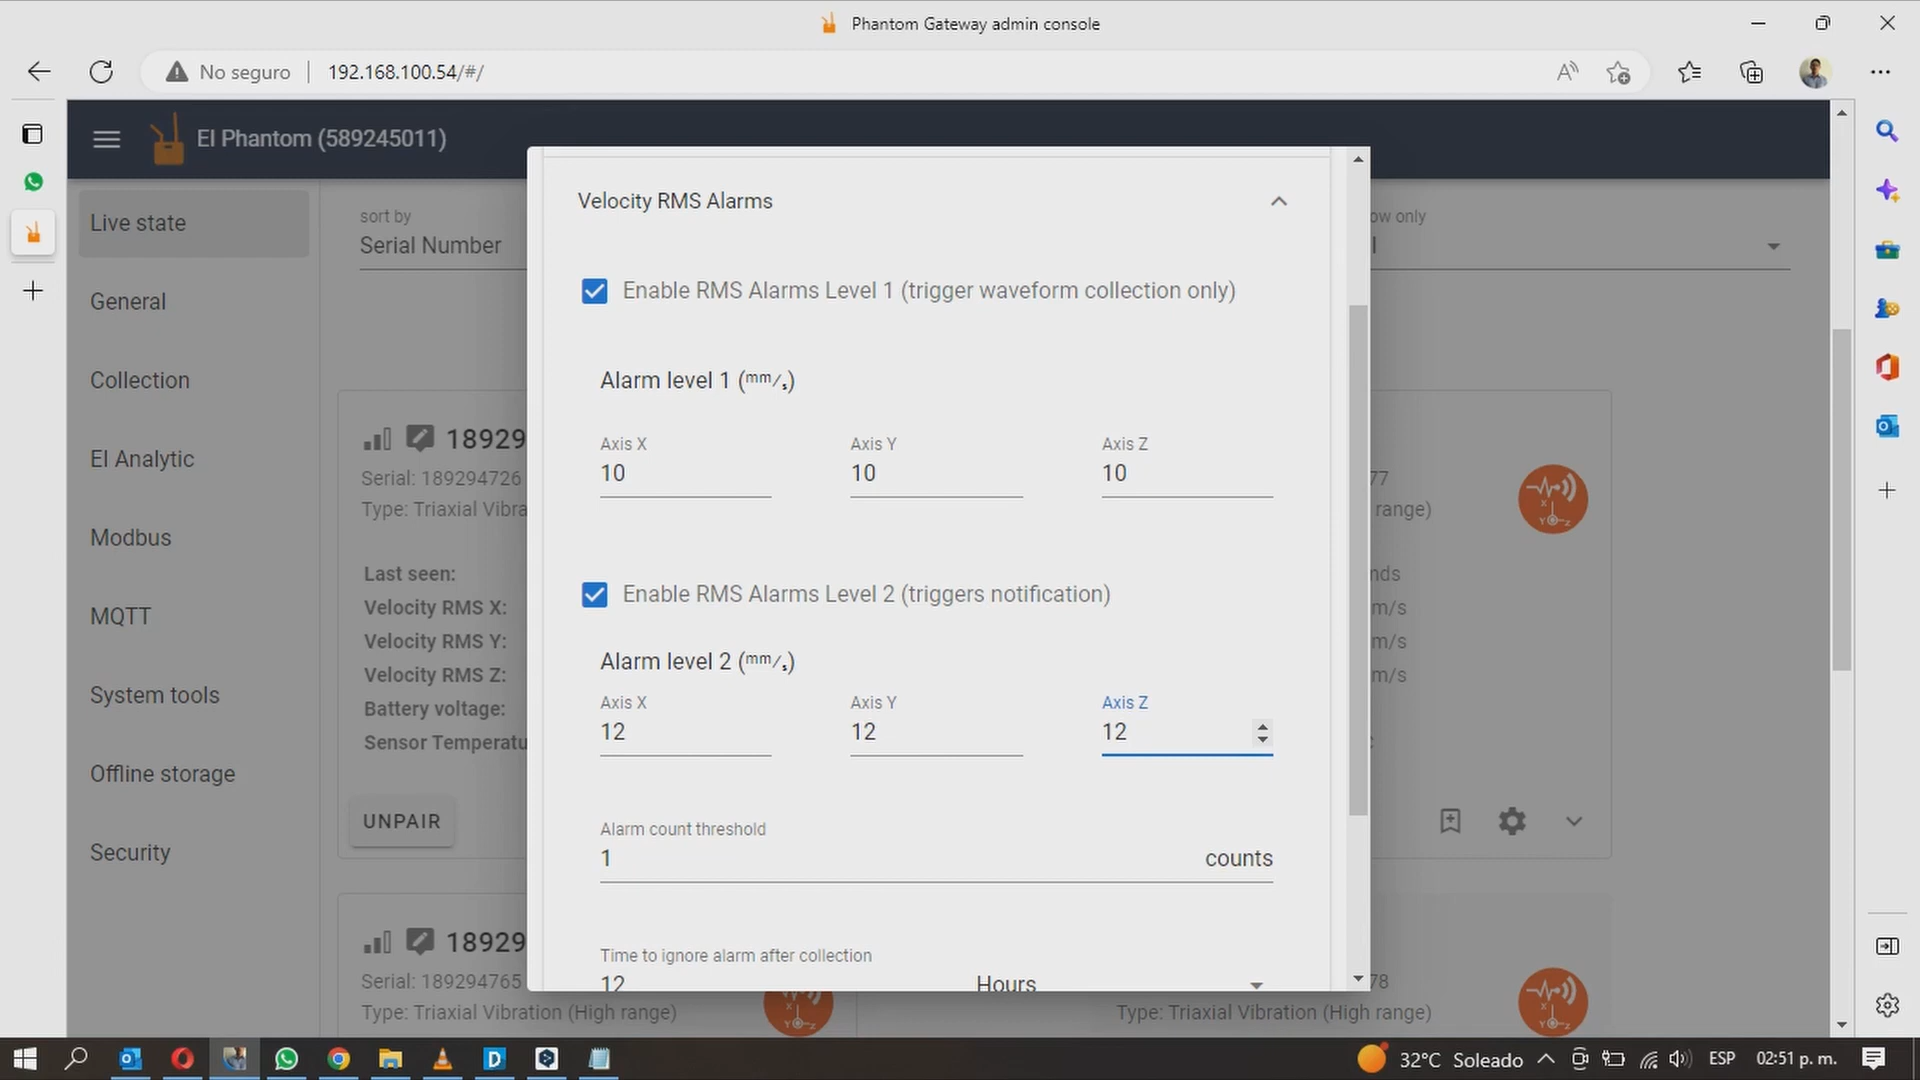 Phantom Gateway admin console
No seguro
192.168.100.54/#/
EI Phantom (589245011)
Live state
General
Collection
EI Analytic
Modbus
MQTT
System tools
Offline storage
Security
sort by
Serial Number
ow only
18929
Serial: 189294726
Type: Triaxial Vibra
Last seen:
Velocity RMS X:
Velocity RMS Y:
Velocity RMS Z:
Battery voltage:
Sensor Temperatu
UNPAIR
18929
Serial: 189294765
Type: Triaxial Vibration (High range)
Velocity RMS Alarms
Enable RMS Alarms Level 1 (trigger waveform collection only)
Alarm level 1 (mm/s)
Axis X Axis Y Axis Z
10 10 10
Enable RMS Alarms Level 2 (triggers notification)
Alarm level 2 (mm/s)
Axis X Axis Y Axis Z
12 12 12
Alarm count threshold
1 counts
Time to ignore alarm after collection
12 Hours
77
range)
nds
m/s
m/s
m/s
78
Type: Triaxial Vibration (High range)
32°C Soleado
ESP
02:51 p. m.